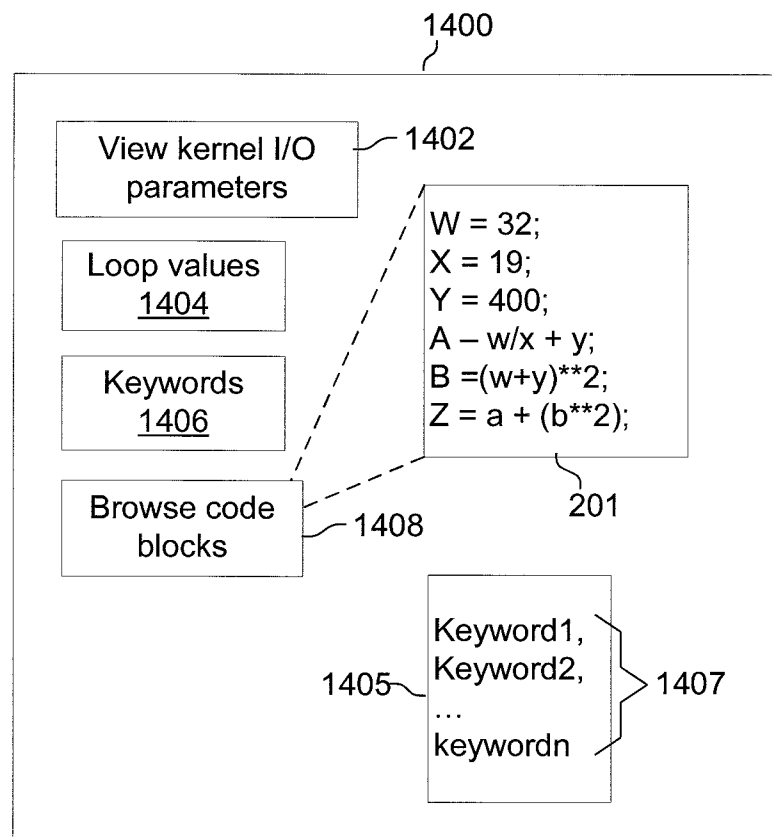 1400
View kernel I/O
parameters
1402
Loop values
1404
Keywords
1406
Browse code
blocks
1408
W = 32;
X = 19;
Y = 400;
A – w/x + y;
B =(w+y)**2;
Z = a + (b**2);
201
1405
Keyword1,
Keyword2,
...
keywordn
1407